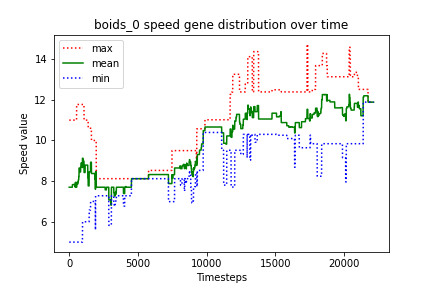 boids_0 speed gene distribution over time
max
mean
min
Speed value
14
12
10
8
6
0 5000 10000 15000 20000
Timesteps